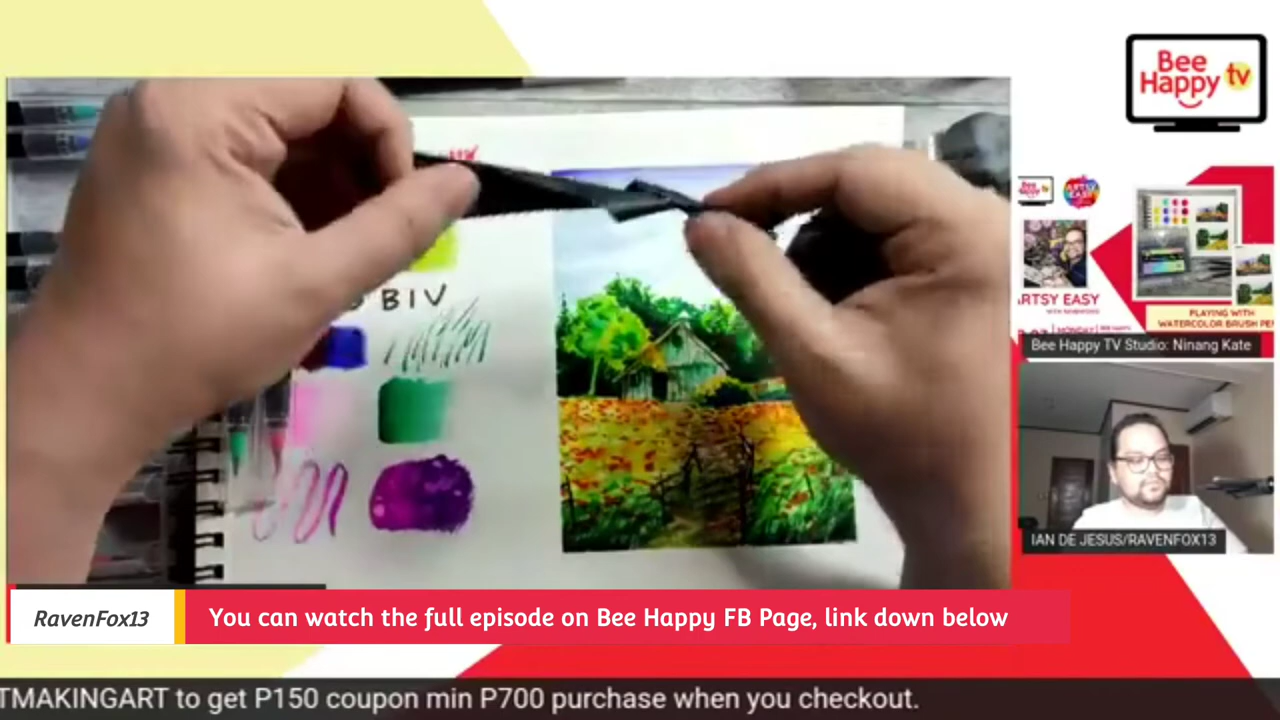 Bee
Happy tv
BIV
ARTSY EASY
PLAYING WITH
WATERCOLOR BRUSH PEN
Bee Happy TV Studio: Ninang Kate
IAN DE JESUS/RAVENFOX13
RavenFox13
You can watch the full episode on Bee Happy FB Page, link down below
TMAKINGART to get P150 coupon min P700 purchase when you checkout.